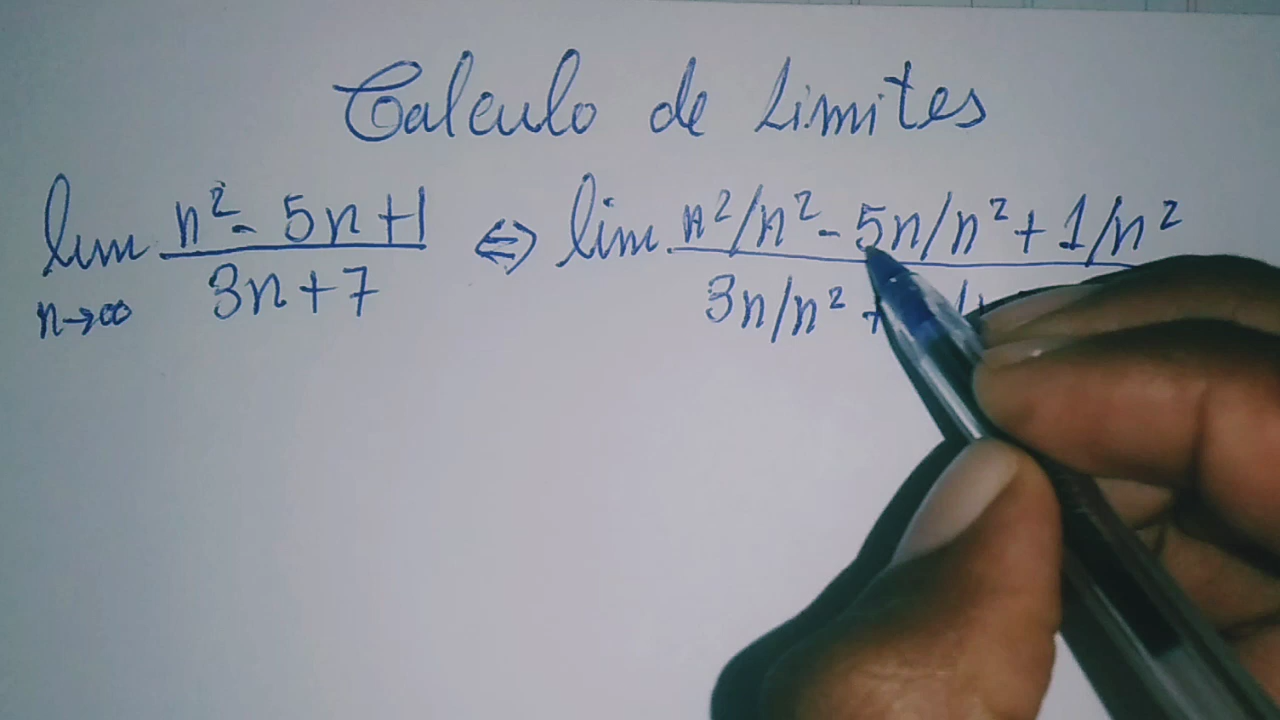 Calculo de Limites
lim n→∞ n² - 5n+1 / 3n+7 ⇔ lim n²/n² - 5n/n² + 1/n² / 3n/n² +